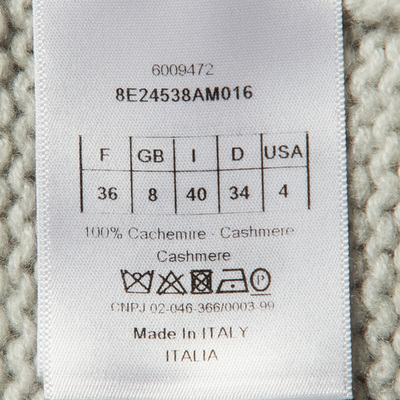 6009472
8E24538AM016
F GB I D USA
36 8 40 34 4
100% Cachemire - Cashmere
Cashmere
P
CNPJ 02-046-366/0003-99
Made In ITALY
ITALIA